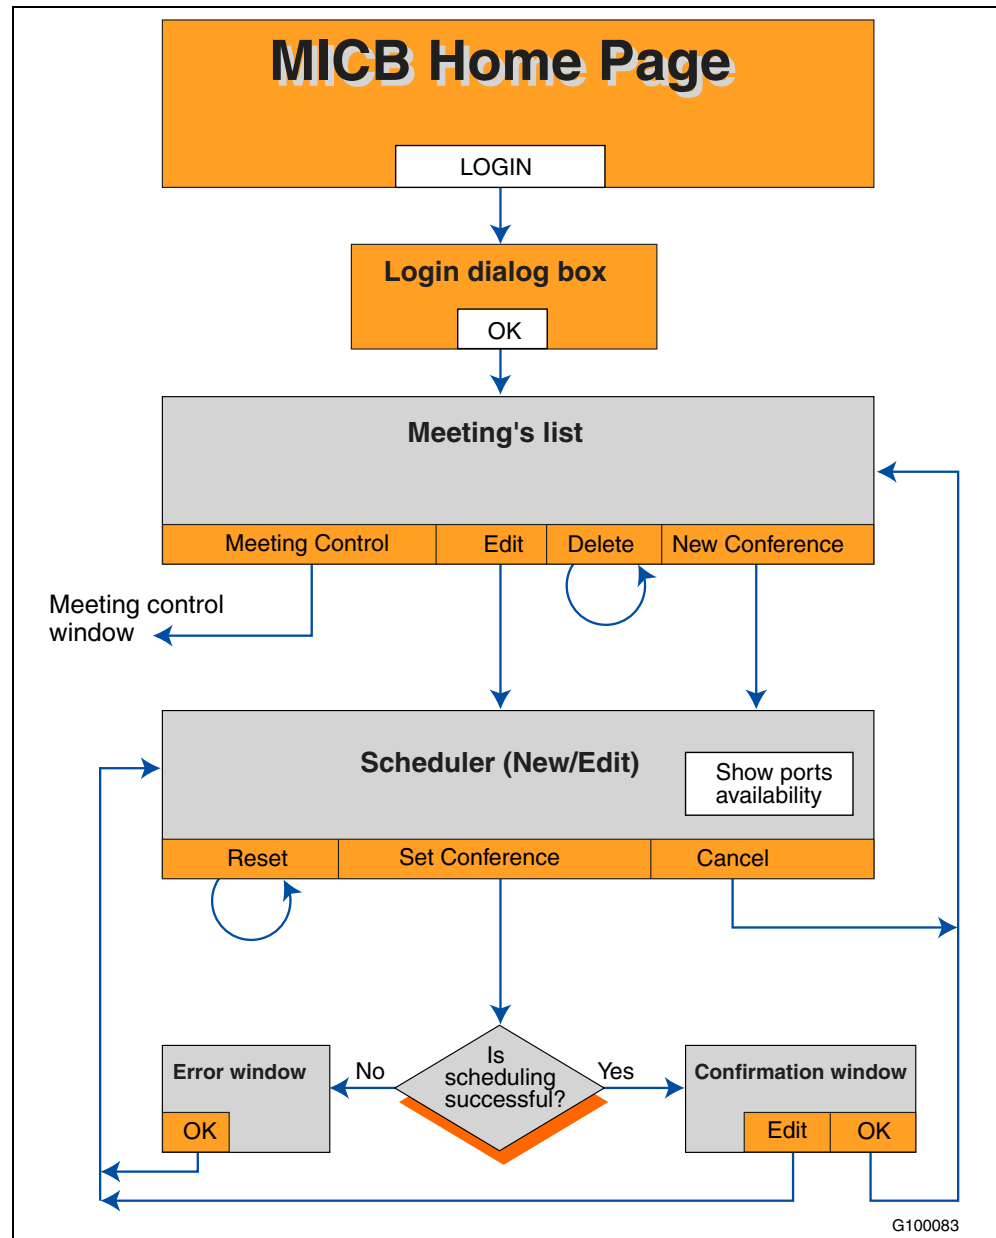 MICB Home Page
LOGIN
Login dialog box
OK
Meeting's list
Meeting Control
Edit
Delete
New Conference
Meeting control
window
Scheduler (New/Edit)
Show ports
availability
Reset
Set Conference
Cancel
Is
scheduling
successful?
No
Yes
Error window
OK
Confirmation window
Edit
OK
G100083